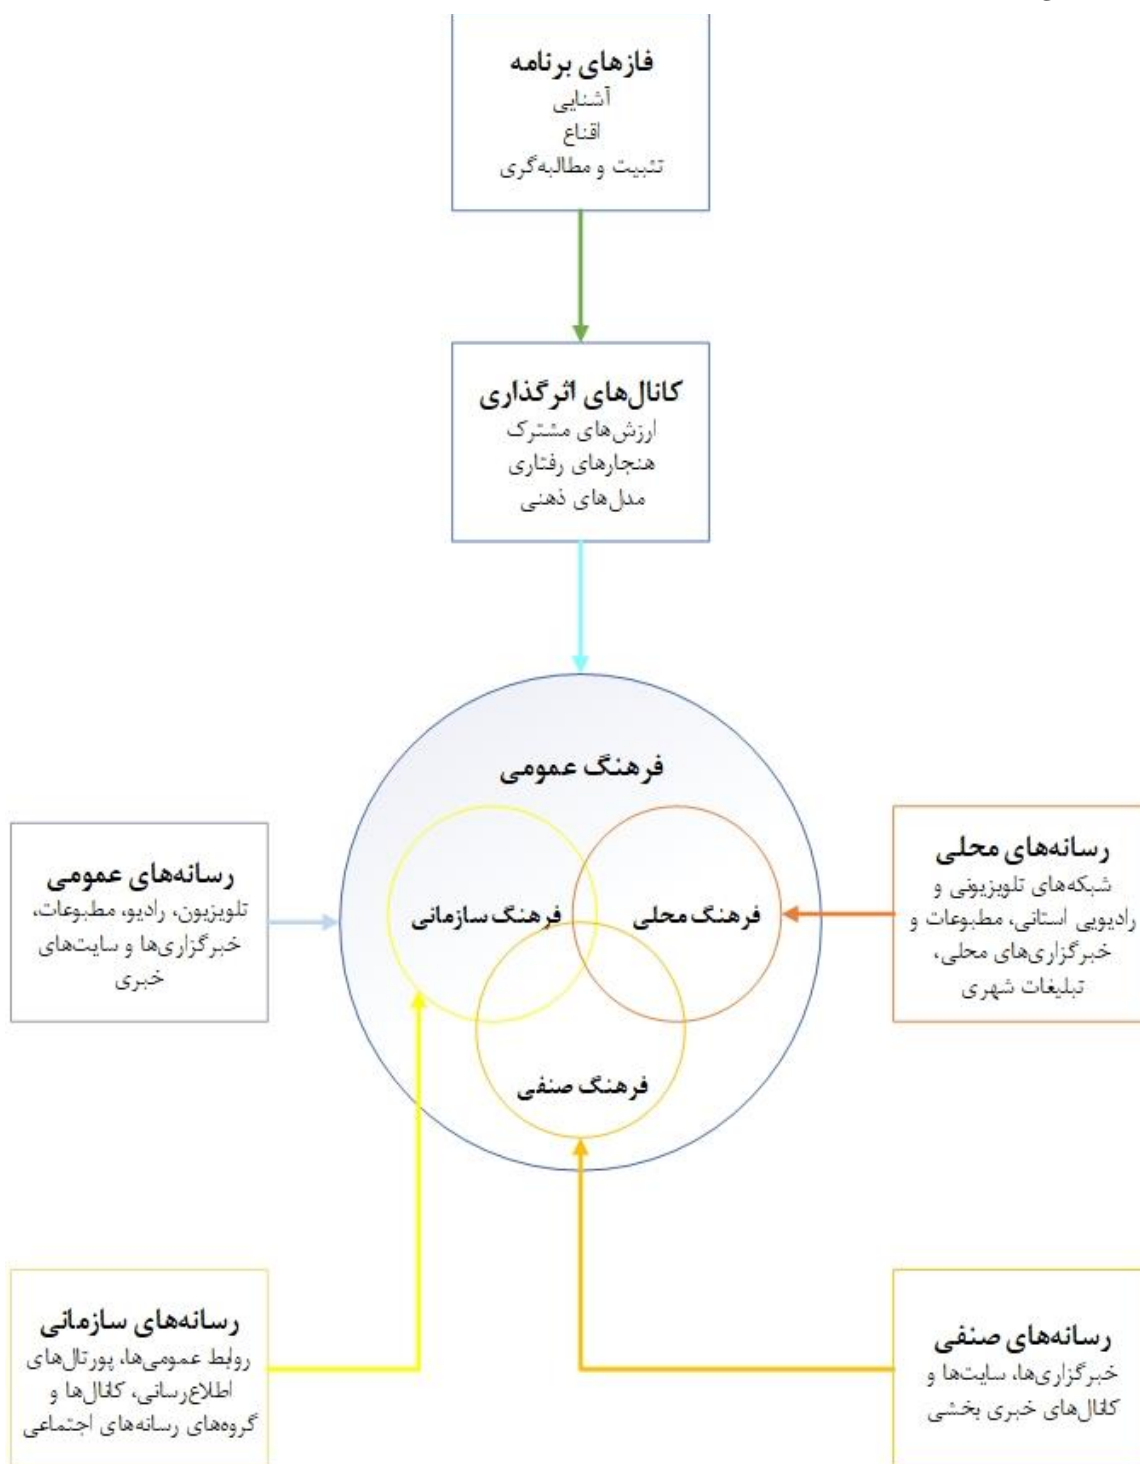 فازهای برنامه
آشنایی
اقناع
تثبیت و مطالبه‌گری
کانال‌های اثرگذاری
ارزش‌های مشترک
هنجارهای رفتاری
مدل‌های ذهنی
فرهنگ عمومی
فرهنگ محلی
فرهنگ سازمانی
فرهنگ صنفی
رسانه‌های محلی
شبکه‌های تلویزیونی و
رادیویی استانی، مطبوعات و
خبرگزاری‌های محلی،
تبلیغات شهری
رسانه‌های عمومی
تلویزیون، رادیو، مطبوعات،
خبرگزاری‌ها و سایت‌های
خبری
رسانه‌های صنفی
خبرگزاری‌ها، سایت‌ها و
کانال‌های خبری بخشی
رسانه‌های سازمانی
روابط عمومی‌ها، پورتال‌های
اطلاع‌رسانی، کانال‌ها و
گروه‌های رسانه‌های اجتماعی